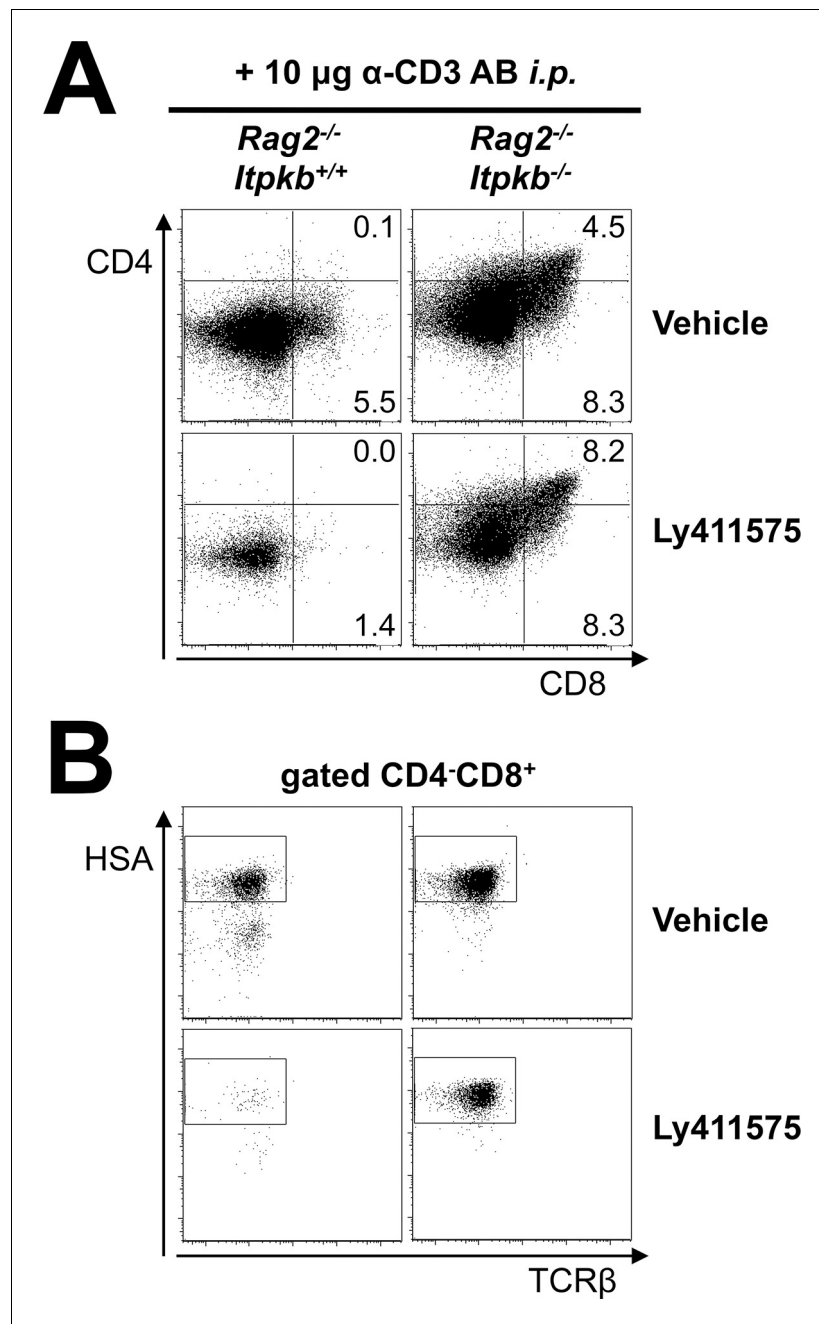 A
+ 10 µg α-CD3 AB i.p.
Rag2-/- Rag2-/-
Itpkb+/+ Itpkb-/-
CD4
0.1 4.5
Vehicle
5.5 8.3
0.0 8.2
Ly411575
1.4 8.3
CD8
B
gated CD4-CD8+
HSA
Vehicle
Ly411575
TCRβ